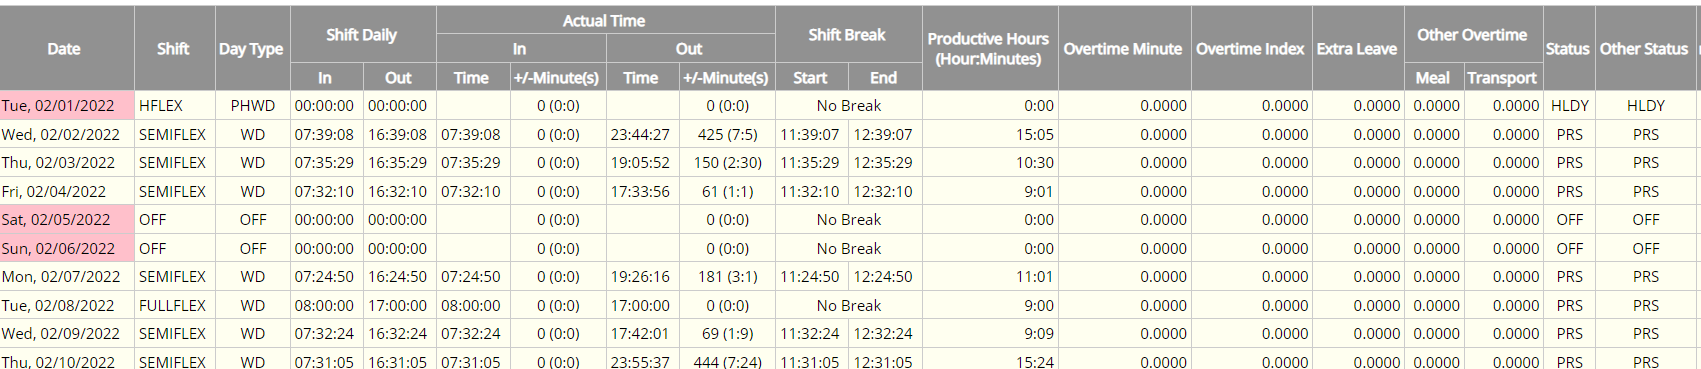 Date Shift Day Type Shift Daily Actual Time Shift Break Productive Hours (Hour:Minutes) Overtime Minute Overtime Index Extra Leave Other Overtime Status Other Status
In Out
In Out Time +/-Minute(s) Time +/-Minute(s) Start End Meal Transport
Tue, 02/01/2022 HFLEX PHWD 00:00:00 00:00:00 0 (0:0) 0 (0:0) No Break 0:00 0.0000 0.0000 0.0000 0.0000 0.0000 HLDY HLDY
Wed, 02/02/2022 SEMIFLEX WD 07:39:08 16:39:08 07:39:08 0 (0:0) 23:44:27 425 (7:5) 11:39:07 12:39:07 15:05 0.0000 0.0000 0.0000 0.0000 0.0000 PRS PRS
Thu, 02/03/2022 SEMIFLEX WD 07:35:29 16:35:29 07:35:29 0 (0:0) 19:05:52 150 (2:30) 11:35:29 12:35:29 10:30 0.0000 0.0000 0.0000 0.0000 0.0000 PRS PRS
Fri, 02/04/2022 SEMIFLEX WD 07:32:10 16:32:10 07:32:10 0 (0:0) 17:33:56 61 (1:1) 11:32:10 12:32:10 9:01 0.0000 0.0000 0.0000 0.0000 0.0000 PRS PRS
Sat, 02/05/2022 OFF OFF 00:00:00 00:00:00 0 (0:0) 0 (0:0) No Break 0:00 0.0000 0.0000 0.0000 0.0000 0.0000 OFF OFF
Sun, 02/06/2022 OFF OFF 00:00:00 00:00:00 0 (0:0) 0 (0:0) No Break 0:00 0.0000 0.0000 0.0000 0.0000 0.0000 OFF OFF
Mon, 02/07/2022 SEMIFLEX WD 07:24:50 16:24:50 07:24:50 0 (0:0) 19:26:16 181 (3:1) 11:24:50 12:24:50 11:01 0.0000 0.0000 0.0000 0.0000 0.0000 PRS PRS
Tue, 02/08/2022 FULLFLEX WD 08:00:00 17:00:00 08:00:00 0 (0:0) 17:00:00 0 (0:0) No Break 9:00 0.0000 0.0000 0.0000 0.0000 0.0000 PRS PRS
Wed, 02/09/2022 SEMIFLEX WD 07:32:24 16:32:24 07:32:24 0 (0:0) 17:42:01 69 (1:9) 11:32:24 12:32:24 9:09 0.0000 0.0000 0.0000 0.0000 0.0000 PRS PRS
Thu, 02/10/2022 SEMIFLEX WD 07:31:05 16:31:05 07:31:05 0 (0:0) 23:55:37 444 (7:24) 11:31:05 12:31:05 15:24 0.0000 0.0000 0.0000 0.0000 0.0000 PRS PRS